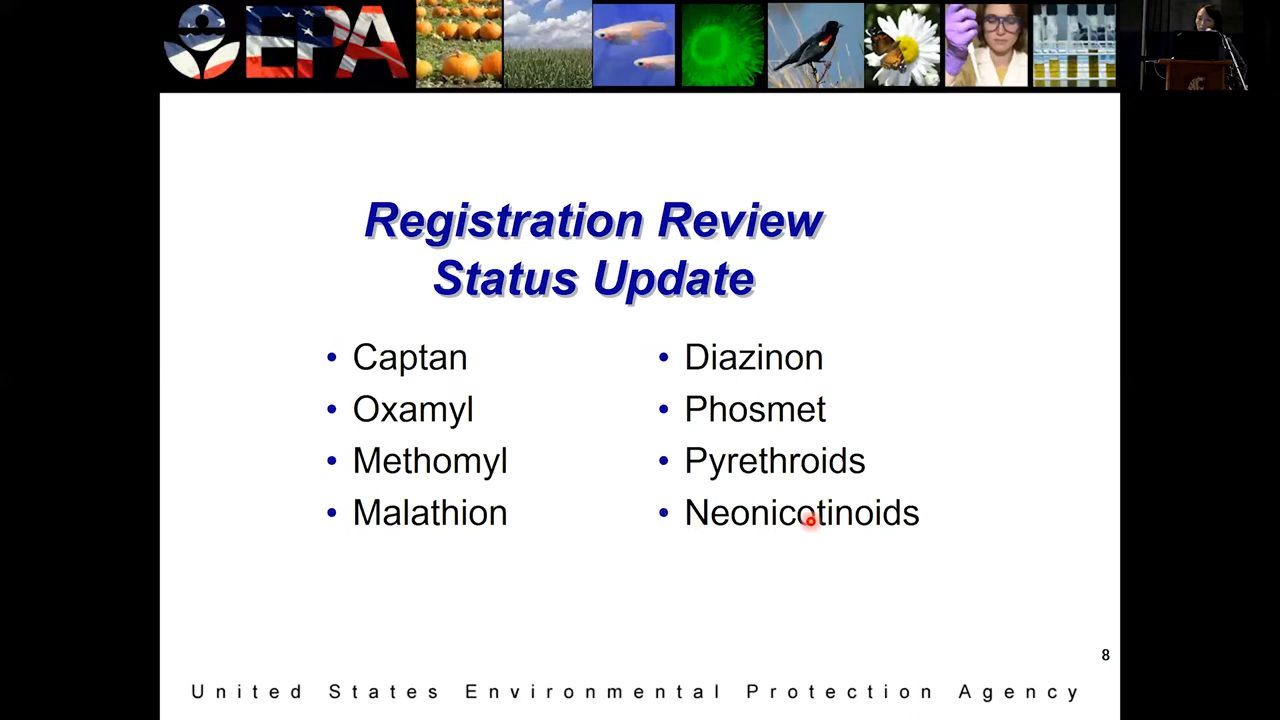 EPA
Registration Review
Status Update
• Captan
• Oxamyl
• Methomyl
• Malathion
• Diazinon
• Phosmet
• Pyrethroids
• Neonicotinoids
8
United States Environmental Protection Agency